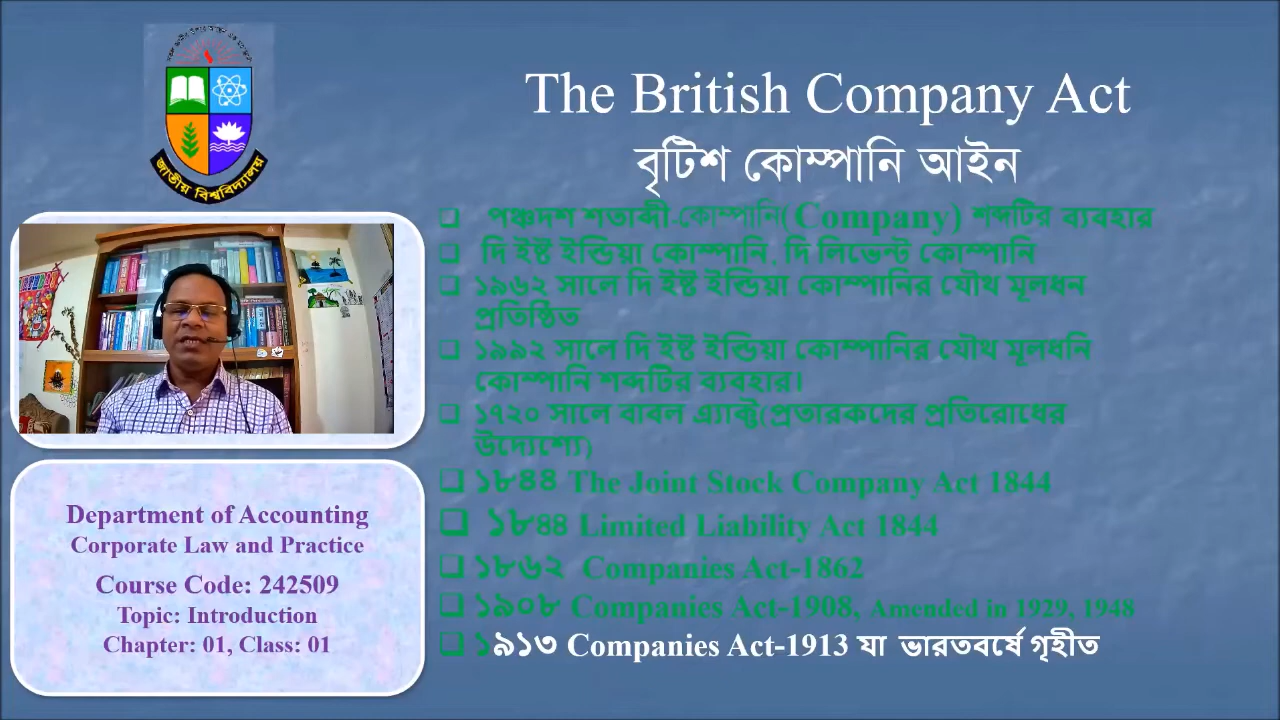 জাতীয় বিশ্ববিদ্যালয়
The British Company Act
বৃটিশ কোম্পানি আইন
❑ পঞ্চদশ শতাব্দী-কোম্পানি( Company) শব্দটির ব্যবহার
❑ দি ইষ্ট ইন্ডিয়া কোম্পানি, দি লিভেন্ট কোম্পানি
❑ ১৯৬২ সালে দি ইষ্ট ইন্ডিয়া কোম্পানির যৌথ মূলধন
প্রতিষ্ঠিত
❑ ১৯৯২ সালে দি ইষ্ট ইন্ডিয়া কোম্পানির যৌথ মূলধনি
কোম্পানি শব্দটির ব্যবহার।
❑ ১৭২০ সালে বাবল এ্যাক্ট(প্রতারকদের প্রতিরোধের
উদ্যেশ্যে)
❑ ১৮৪৪ The Joint Stock Company Act 1844
❑ ১৮৪৪ Limited Liability Act 1844
❑ ১৮৬২ Companies Act-1862
❑ ১৯০৮ Companies Act-1908, Amended in 1929, 1948
❑ ১৯১৩ Companies Act-1913 যা ভারতবর্ষে গৃহীত
Department of Accounting
Corporate Law and Practice
Course Code: 242509
Topic: Introduction
Chapter: 01, Class: 01